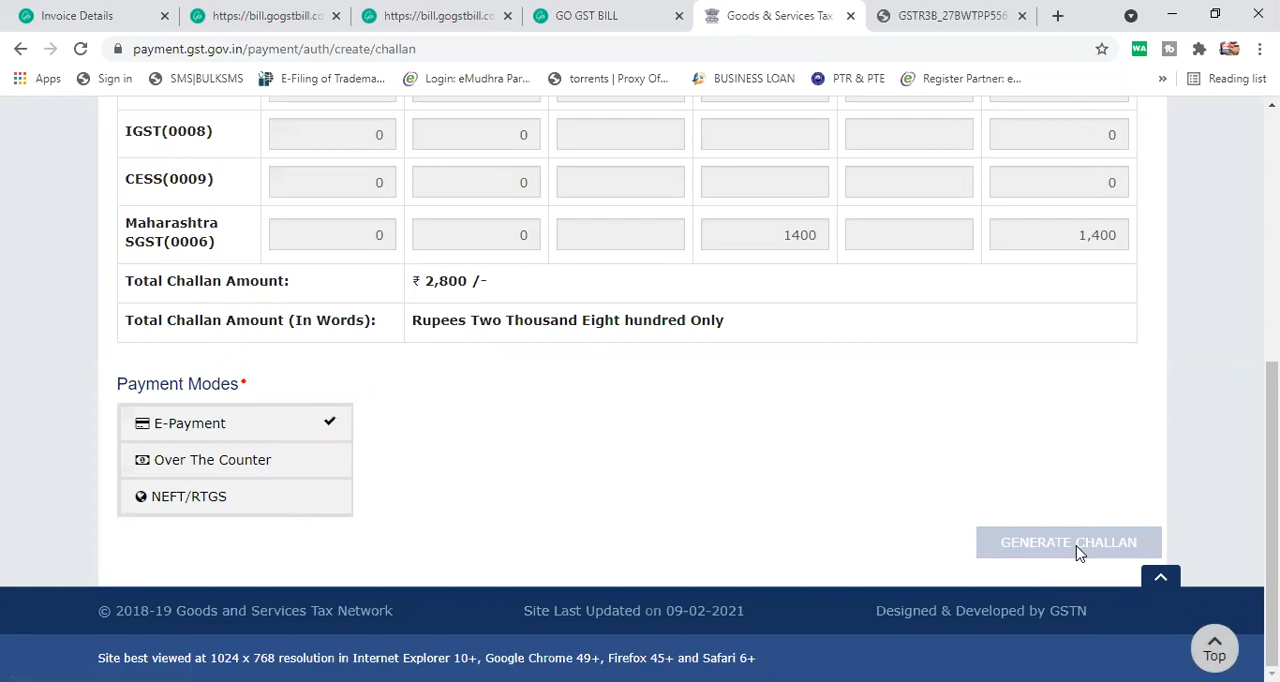 Invoice Details
https://bill.gogstbill.co
https://bill.gogstbill.co
GO GST BILL
Goods & Services Tax
GSTR3B_27BWTPP556
payment.gst.gov.in/payment/auth/create/challan
Apps
Sign in
SMS|BULKSMS
E-Filing of Tradema...
Login: eMudhra Par...
torrents | Proxy Of...
BUSINESS LOAN
PTR & PTE
Register Partner: e...
»
Reading list
IGST(0008) 0 0 0
CESS(0009) 0 0 0
Maharashtra
SGST(0006) 0 0 1400 1,400
Total Challan Amount: ₹ 2,800 /-
Total Challan Amount (In Words): Rupees Two Thousand Eight hundred Only
Payment Modes•
E-Payment
Over The Counter
NEFT/RTGS
GENERATE CHALLAN
© 2018-19 Goods and Services Tax Network
Site Last Updated on 09-02-2021
Designed & Developed by GSTN
Site best viewed at 1024 x 768 resolution in Internet Explorer 10+, Google Chrome 49+, Firefox 45+ and Safari 6+
Top